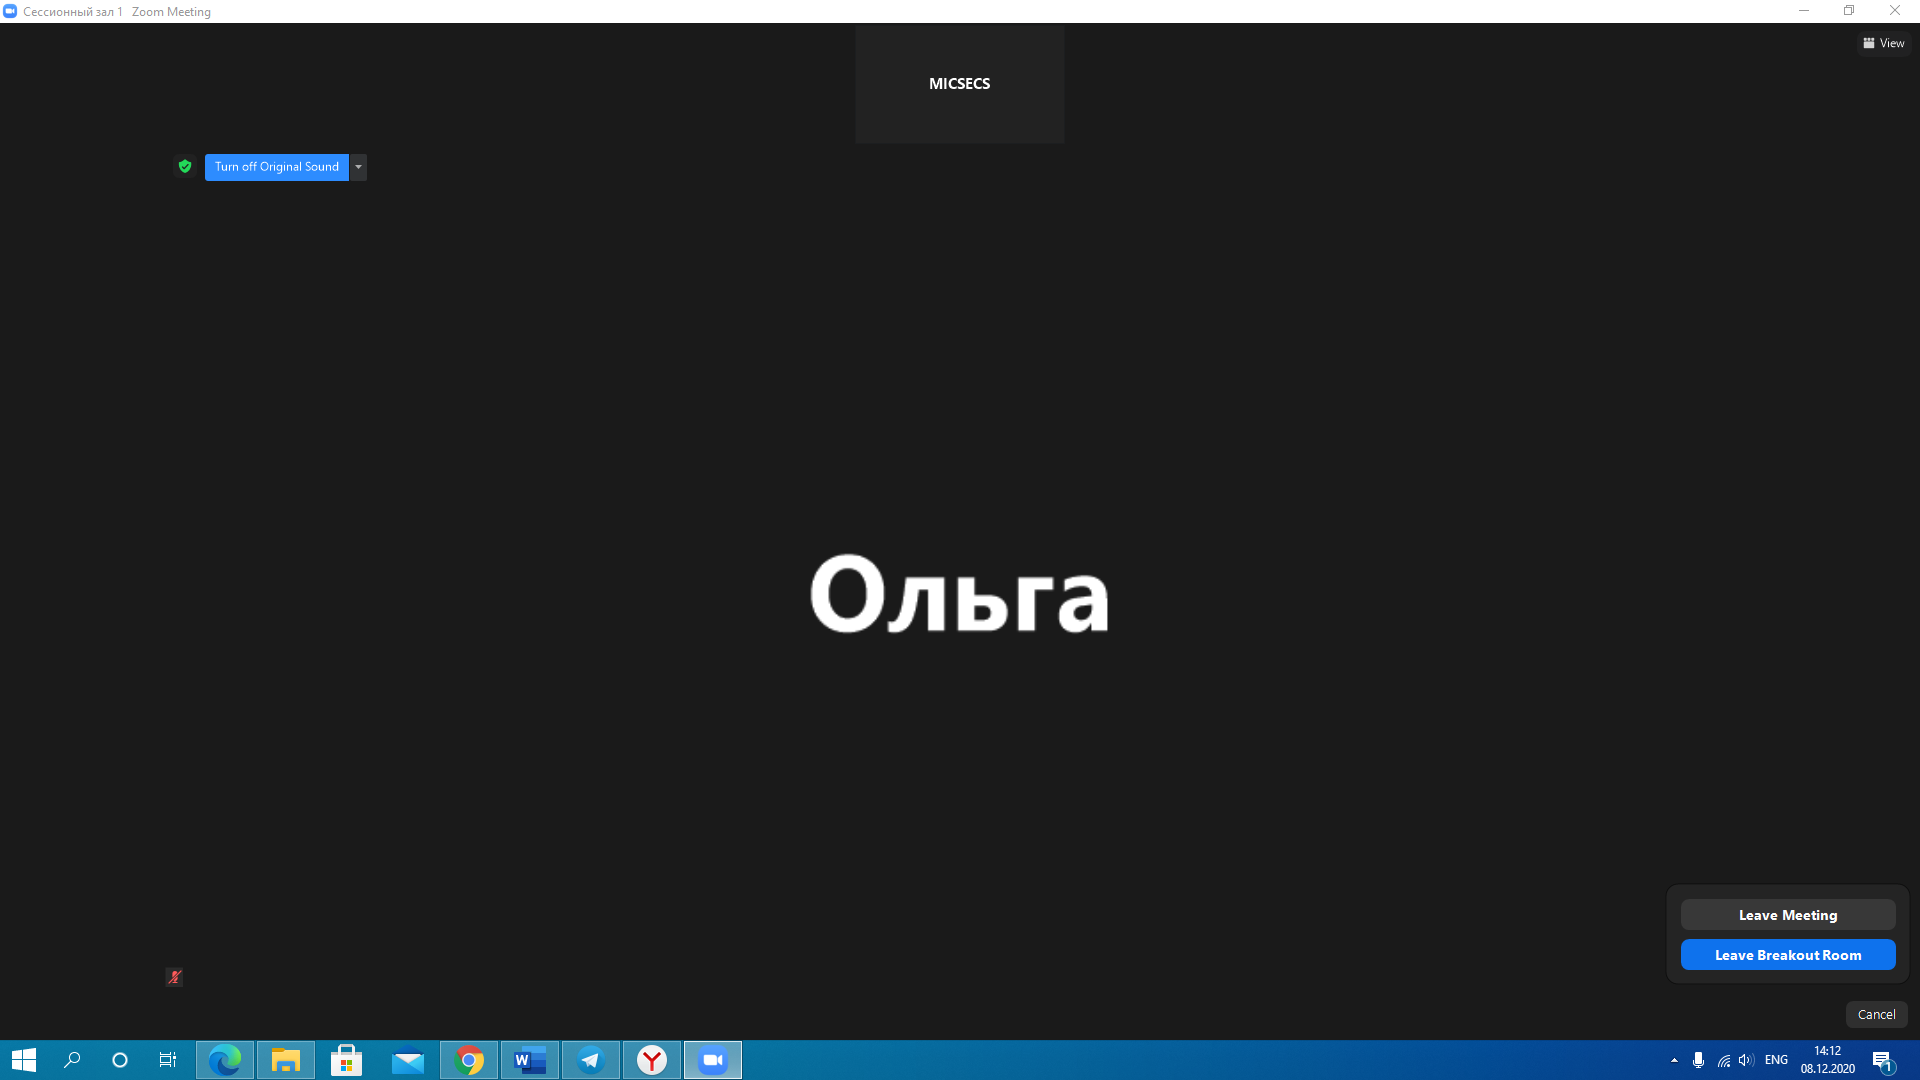 Сессионный зал 1 Zoom Meeting
View
MICSECS
Turn off Original Sound
Ольга
Leave Meeting
Leave Breakout Room
Cancel
ENG
14:12
08.12.2020
1